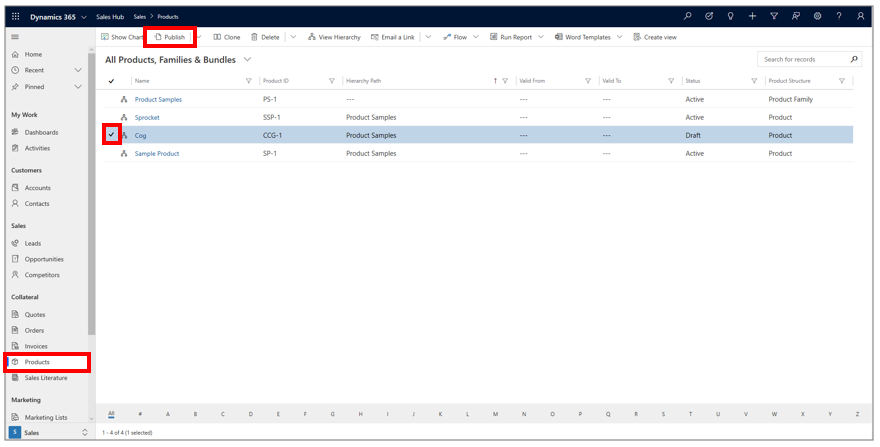 Dynamics 365 Sales Hub Sales > Products
Show Chart Publish Clone Delete View Hierarchy Email a Link Flow Run Report Word Templates Create view
Home
Recent
Pinned
My Work
Dashboards
Activities
Customers
Accounts
Contacts
Sales
Leads
Opportunities
Competitors
Collateral
Quotes
Orders
Invoices
Products
Sales Literature
Marketing
Marketing Lists
S Sales
All Products, Families & Bundles
Search for records
Name Product ID Hierarchy Path Valid From Valid To Status Product Structure
Product Samples PS-1 --- --- --- Active Product Family
Sprocket SSP-1 Product Samples --- --- Active Product
Cog CCG-1 Product Samples --- --- Draft Product
Sample Product SP-1 Product Samples --- --- Active Product
All # A B C D E F G H I J K L M N O P Q R S T U V W X Y Z
1 - 4 of 4 (1 selected)